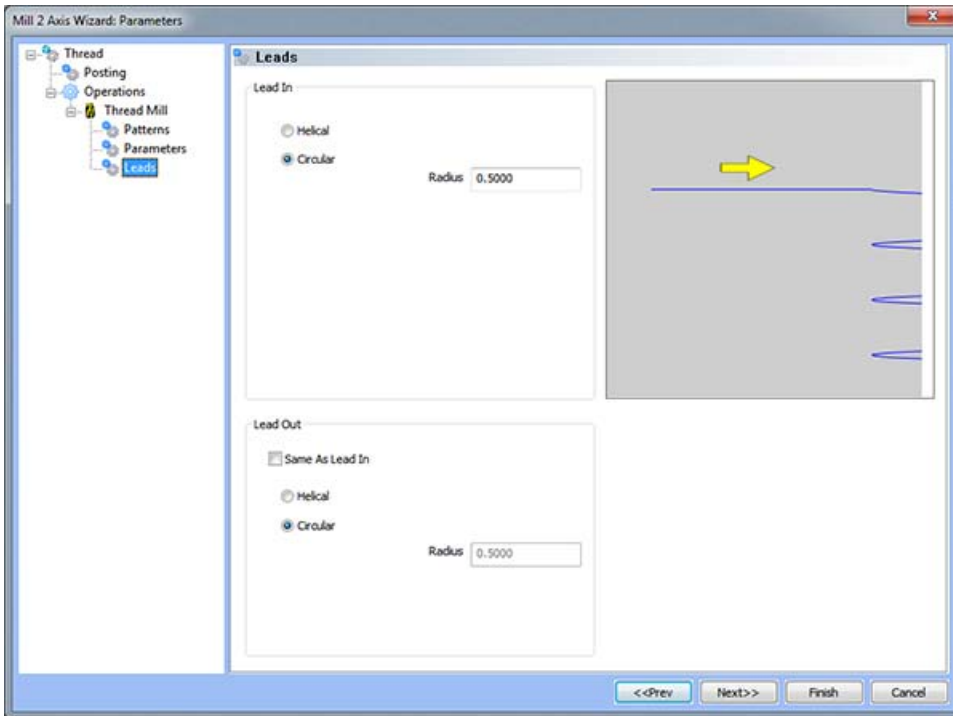 Mill 2 Axis Wizard: Parameters
Thread
Posting
Operations
Thread Mill
Patterns
Parameters
Leads
Leads
Lead In
Helical
Circular
Radius 0.5000
Lead Out
Same As Lead In
Helical
Circular
Radius 0.5000
<<Prev Next>> Finish Cancel